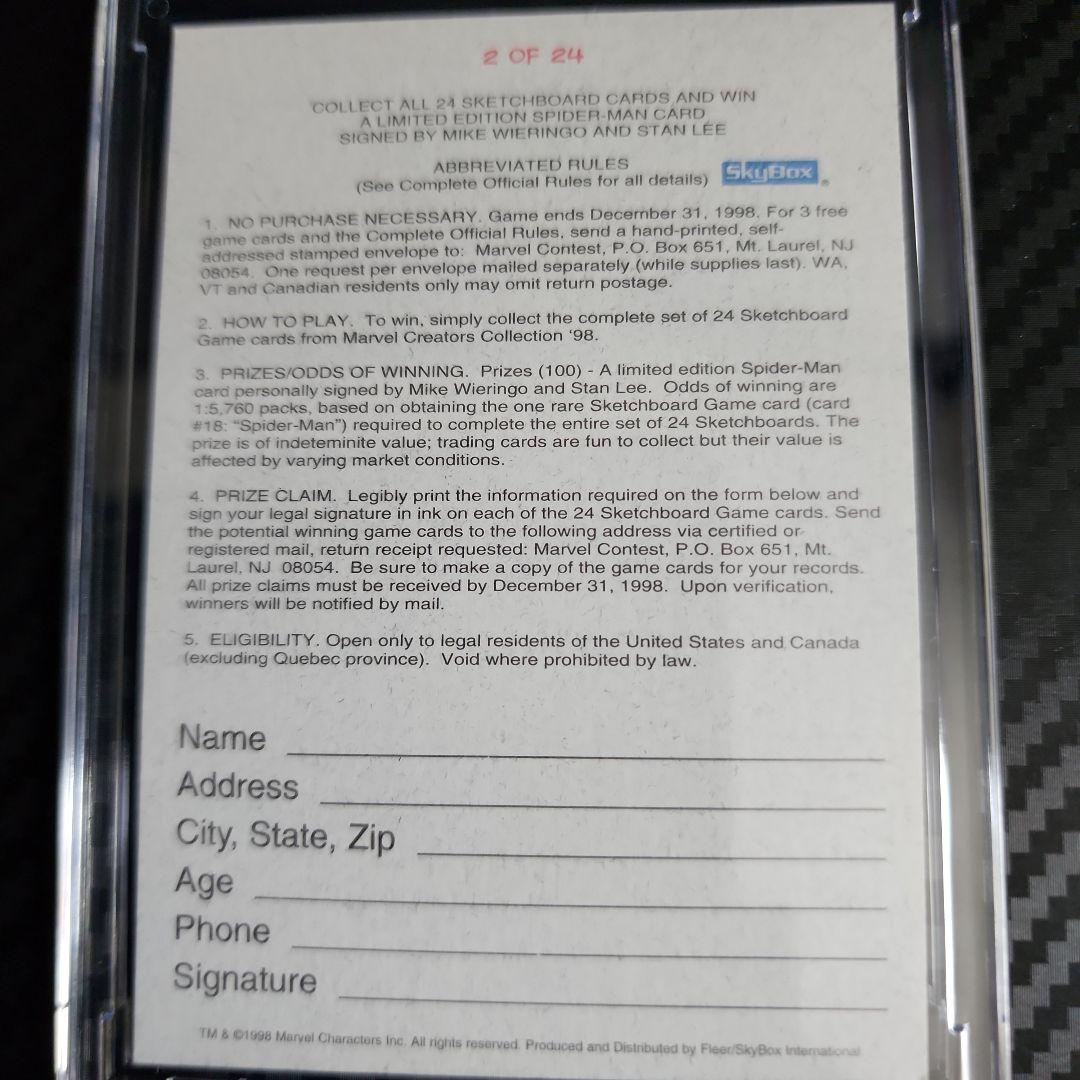 2 OF 24
COLLECT ALL 24 SKETCHBOARD CARDS AND WIN
A LIMITED EDITION SPIDER-MAN CARD
SIGNED BY MIKE WIERINGO AND STAN LEE
ABBREVIATED RULES
(See Complete Official Rules for all details)
SkyBox®
1. NO PURCHASE NECESSARY. Game ends December 31, 1998. For 3 free
game cards and the Complete Official Rules, send a hand-printed, self-
addressed stamped envelope to: Marvel Contest, P.O. Box 651, Mt. Laurel, NJ
08054. One request per envelope mailed separately (while supplies last). WA,
VT and Canadian residents only may omit return postage.
2. HOW TO PLAY. To win, simply collect the complete set of 24 Sketchboard
Game cards from Marvel Creators Collection '98.
3. PRIZES/ODDS OF WINNING. Prizes (100) - A limited edition Spider-Man
card personally signed by Mike Wieringo and Stan Lee. Odds of winning are
1:5,760 packs, based on obtaining the one rare Sketchboard Game card (card
#18: "Spider-Man") required to complete the entire set of 24 Sketchboards. The
prize is of indeteminite value; trading cards are fun to collect but their value is
affected by varying market conditions.
4. PRIZE CLAIM. Legibly print the information required on the form below and
sign your legal signature in ink on each of the 24 Sketchboard Game cards. Send
the potential winning game cards to the following address via certified or
registered mail, return receipt requested: Marvel Contest, P.O. Box 651, Mt.
Laurel, NJ 08054. Be sure to make a copy of the game cards for your records.
All prize claims must be received by December 31, 1998. Upon verification,
winners will be notified by mail.
5. ELIGIBILITY. Open only to legal residents of the United States and Canada
(excluding Quebec province). Void where prohibited by law.
Name
Address
City, State, Zip
Age
Phone
Signature
TM & ©1998 Marvel Characters Inc. All rights reserved. Produced and Distributed by Fleer/SkyBox International